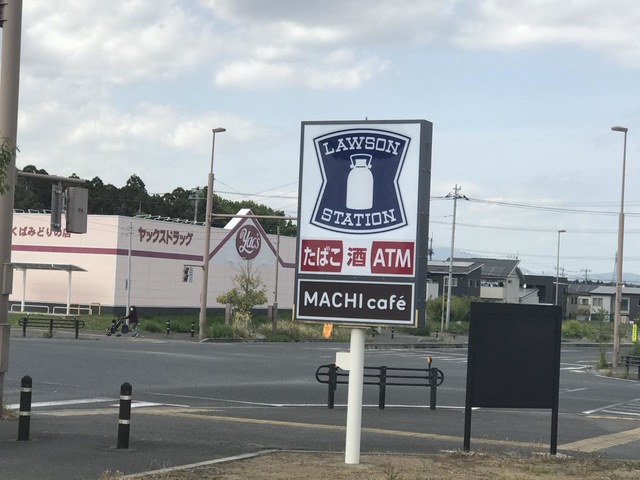 くばみどりの店
ヤックスドラッグ
Yac's
LAWSON
STATION
たばこ 酒 ATM
MACHI café